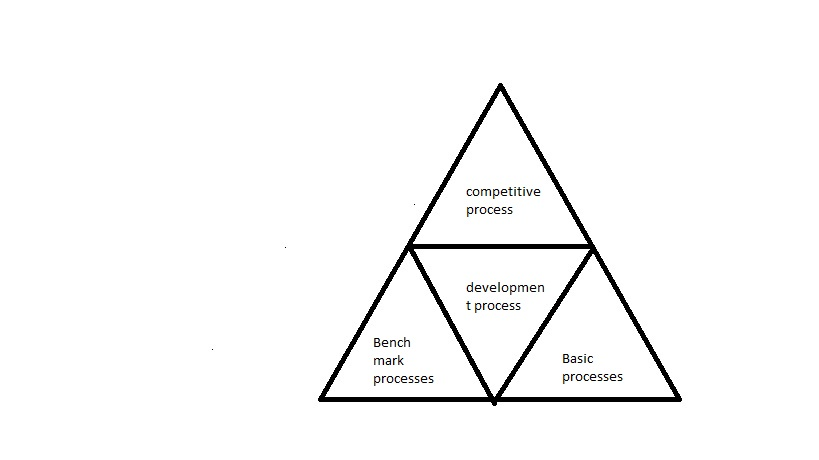 competitive
process
developmen
t process
Bench
mark
processes
Basic
processes